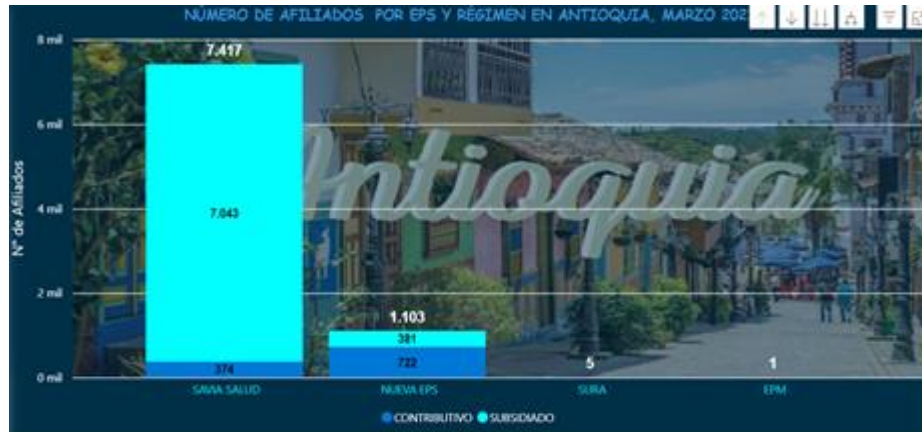 NÚMERO DE AFILIADOS POR EPS Y RÉGIMEN EN ANTIOQUIA, MARZO 202
8 mil
7.417
6 mil
Antioquia
7.043
4 mil
N° de Afiliados
2 mil
1.103
381
374
722
5
1
0 mil
SAVIA SALUD
NUEVA EPS
SURA
EPM
CONTRIBUTIVO SUBSIDIADO